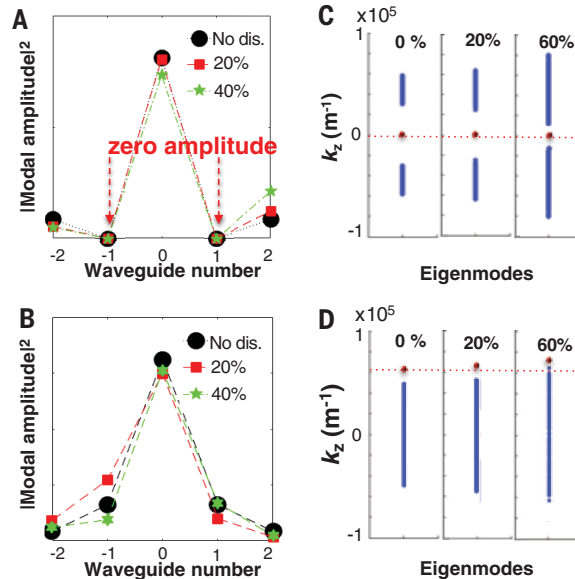 A
|Modal amplitude|²
No dis.
20%
40%
zero amplitude
-2 -1 0 1 2
Waveguide number
B
|Modal amplitude|²
No dis.
20%
40%
-2 -1 0 1 2
Waveguide number
C
x10⁵
1
0
-1
k_z (m⁻¹)
0 % 20% 60%
Eigenmodes
D
x10⁵
1
0
-1
k_z (m⁻¹)
0 % 20% 60%
Eigenmodes